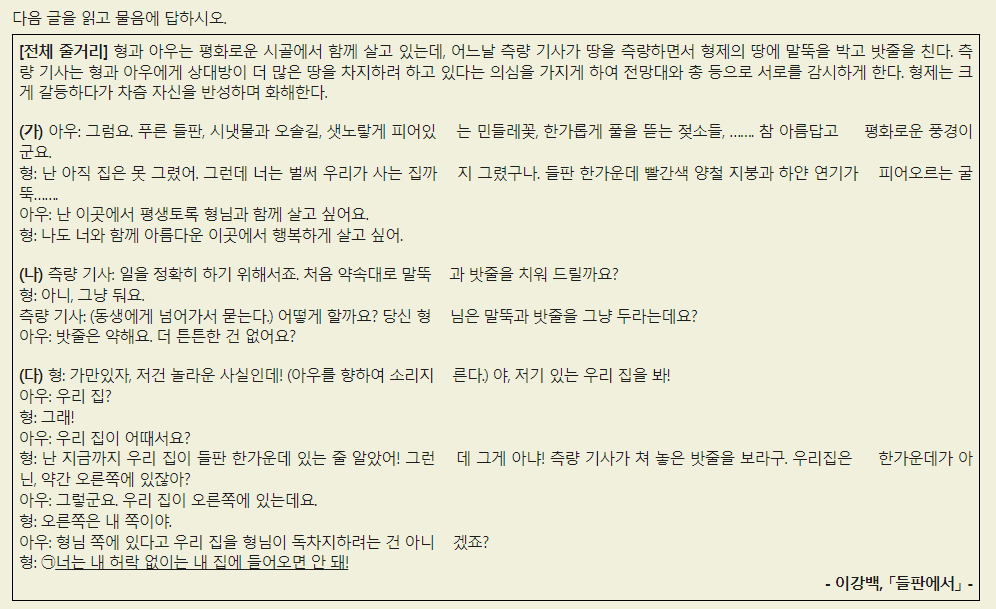 다음 글을 읽고 물음에 답하시오.
[전체 줄거리] 형과 아우는 평화로운 시골에서 함께 살고 있는데, 어느날 측량 기사가 땅을 측량하면서 형제의 땅에 말뚝을 박고 밧줄을 친다. 측
량 기사는 형과 아우에게 상대방이 더 많은 땅을 차지하려 하고 있다는 의심을 가지게 하여 전망대와 총 등으로 서로를 감시하게 한다. 형제는 크
게 갈등하다가 차츰 자신을 반성하며 화해한다.
(가) 아우: 그럼요. 푸른 들판, 시냇물과 오솔길, 샛노랗게 피어있 는 민들레꽃, 한가롭게 풀을 뜯는 젖소들, ....... 참 아름답고 평화로운 풍경이
군요.
형: 난 아직 집은 못 그렸어. 그런데 너는 벌써 우리가 사는 집까 지 그렸구나. 들판 한가운데 빨간색 양철 지붕과 하얀 연기가 피어오르는 굴
뚝.......
아우: 난 이곳에서 평생토록 형님과 함께 살고 싶어요.
형: 나도 너와 함께 아름다운 이곳에서 행복하게 살고 싶어.
(나) 측량 기사: 일을 정확히 하기 위해서죠. 처음 약속대로 말뚝 과 밧줄을 치워 드릴까요?
형: 아니, 그냥 둬요.
측량 기사: (동생에게 넘어가서 묻는다.) 어떻게 할까요? 당신 형 님은 말뚝과 밧줄을 그냥 두라는데요?
아우: 밧줄은 약해요. 더 튼튼한 건 없어요?
(다) 형: 가만있자, 저건 놀라운 사실인데! (아우를 향하여 소리지 른다.) 야, 저기 있는 우리 집을 봐!
아우: 우리 집?
형: 그래!
아우: 우리 집이 어때서요?
형: 난 지금까지 우리 집이 들판 한가운데 있는 줄 알았어! 그런 데 그게 아냐! 측량 기사가 쳐 놓은 밧줄을 보라구. 우리집은 한가운데가 아
닌, 약간 오른쪽에 있잖아?
아우: 그렇군요. 우리 집이 오른쪽에 있는데요.
형: 오른쪽은 내 쪽이야.
아우: 형님 쪽에 있다고 우리 집을 형님이 독차지하려는 건 아니 겠죠?
형: ㉠너는 내 허락 없이는 내 집에 들어오면 안 돼!
- 이강백, 「들판에서」 -